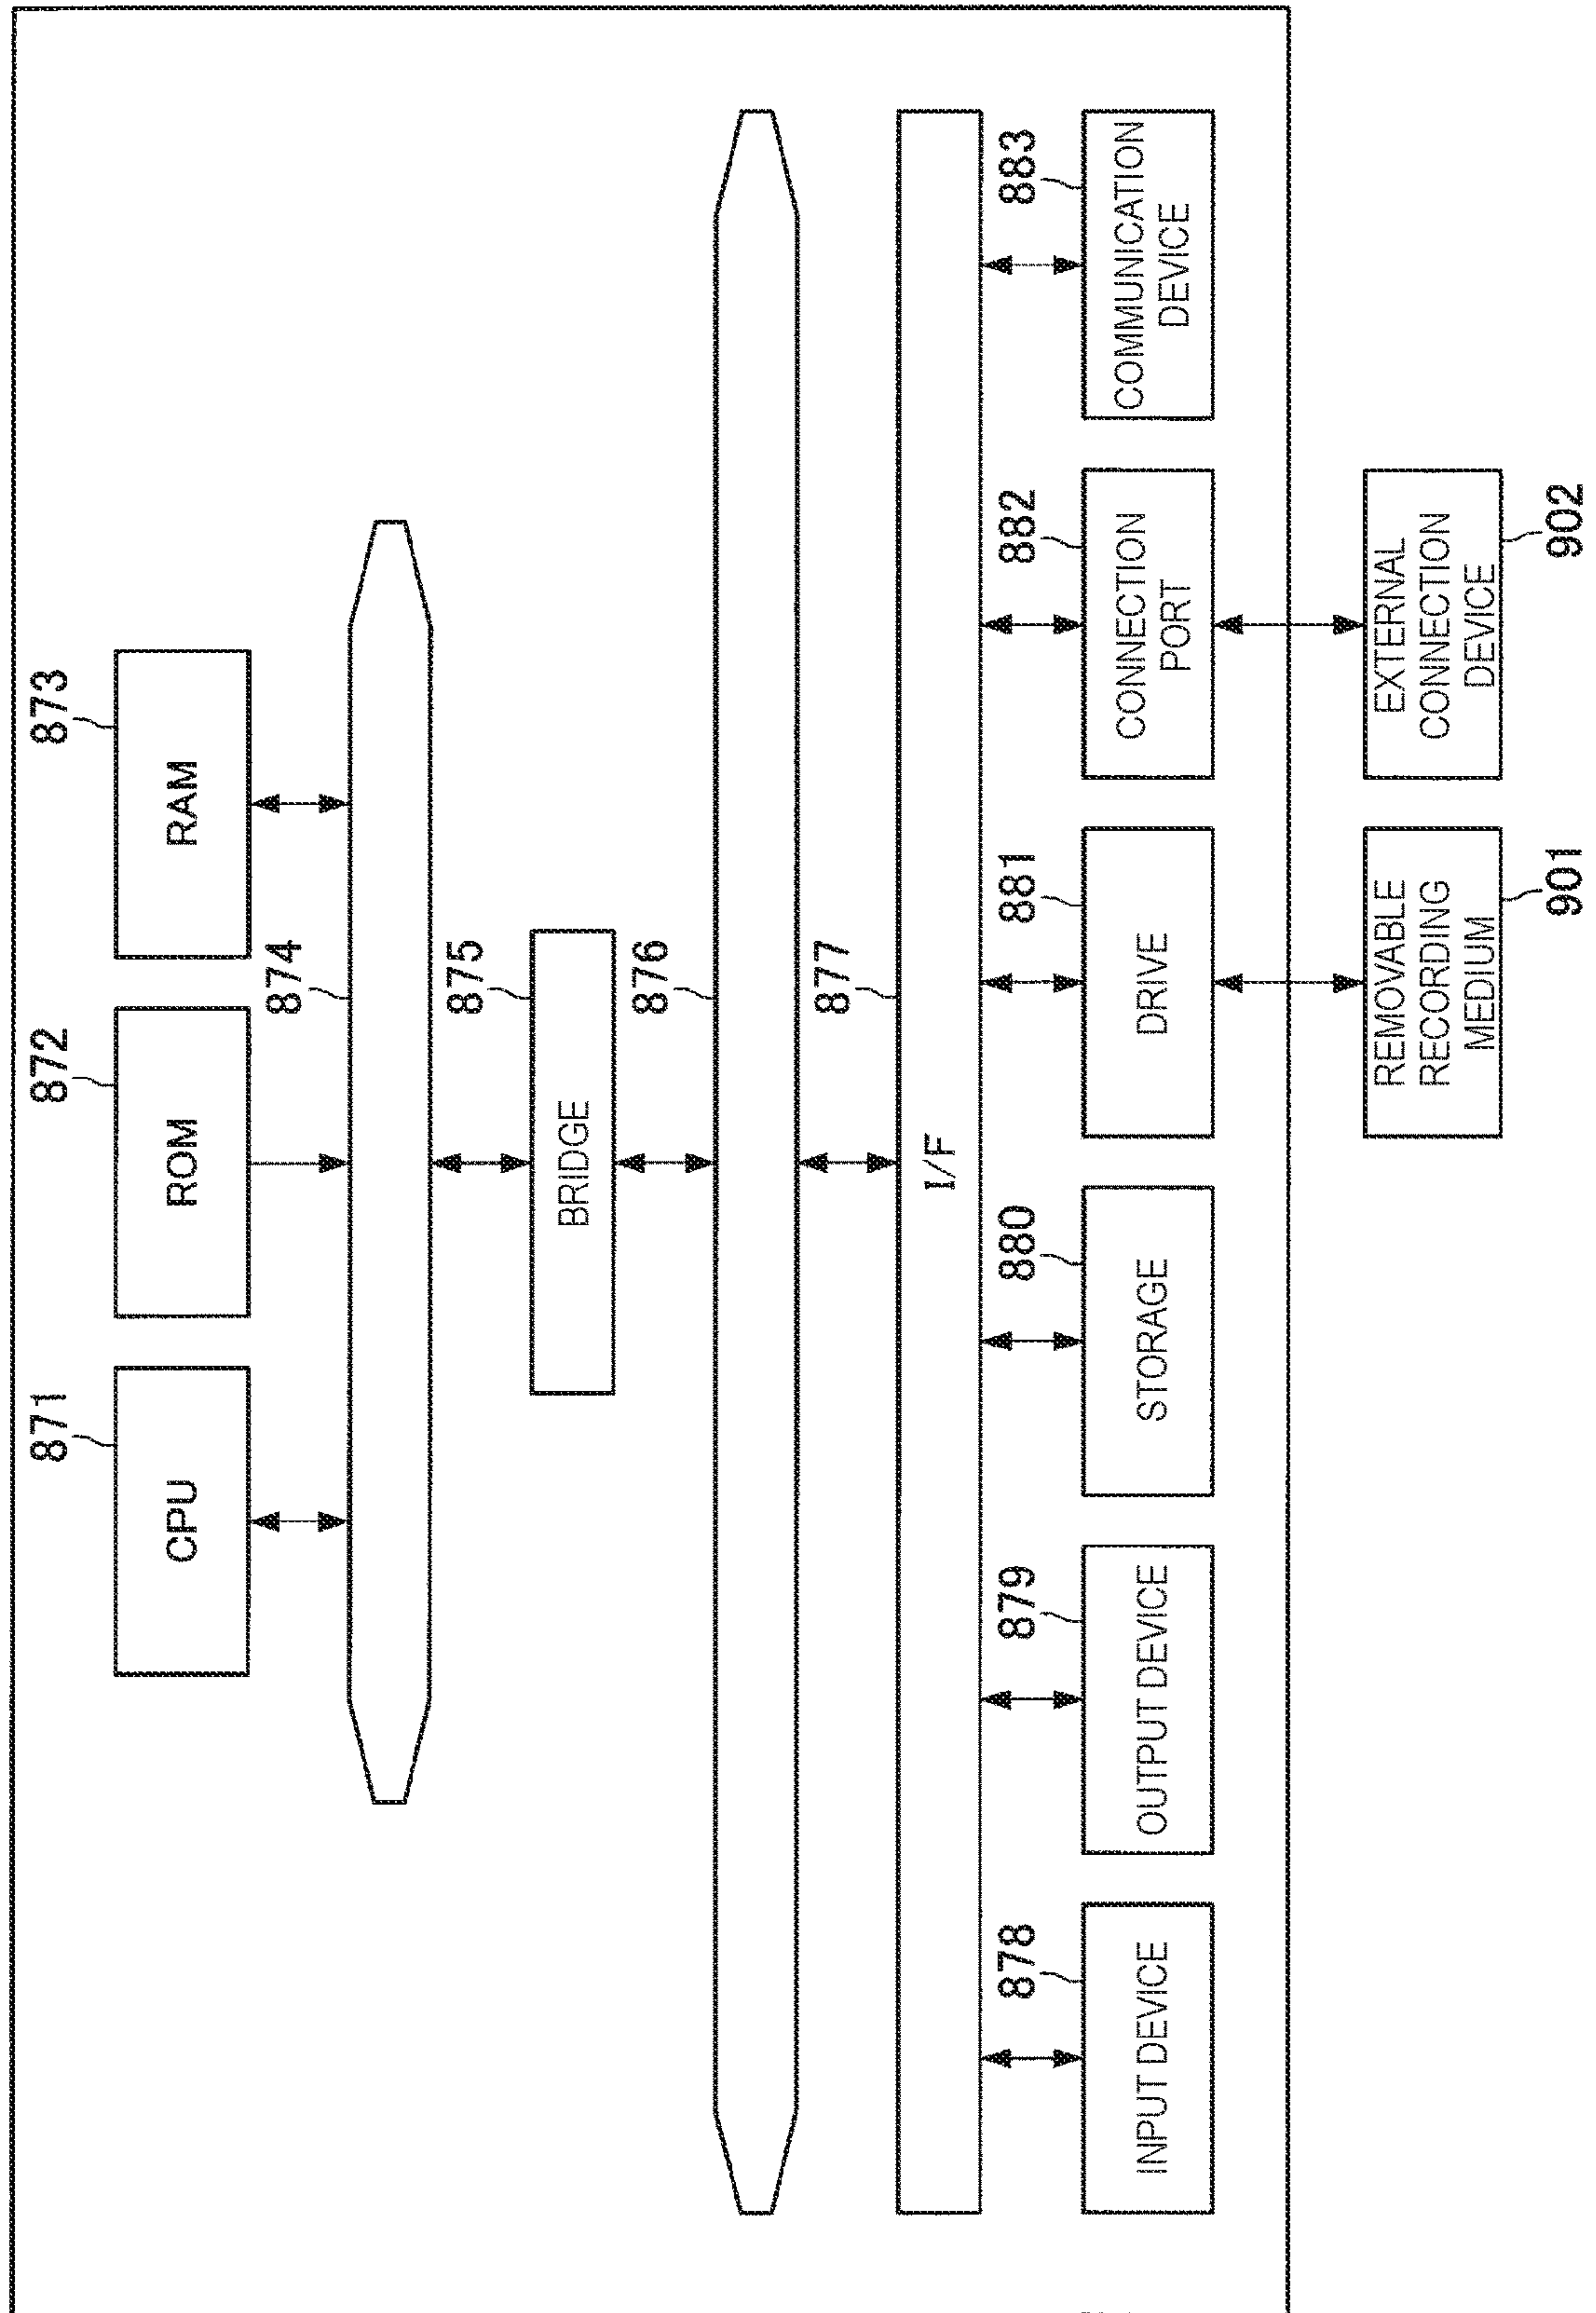 871
872
873
CPU
ROM
RAM
874
875
BRIDGE
876
877
I/F
878
879
880
881
882
883
INPUT DEVICE
OUTPUT DEVICE
STORAGE
DRIVE
CONNECTION
PORT
COMMUNICATION
DEVICE
REMOVABLE
RECORDING
MEDIUM
EXTERNAL
CONNECTION
DEVICE
901
902